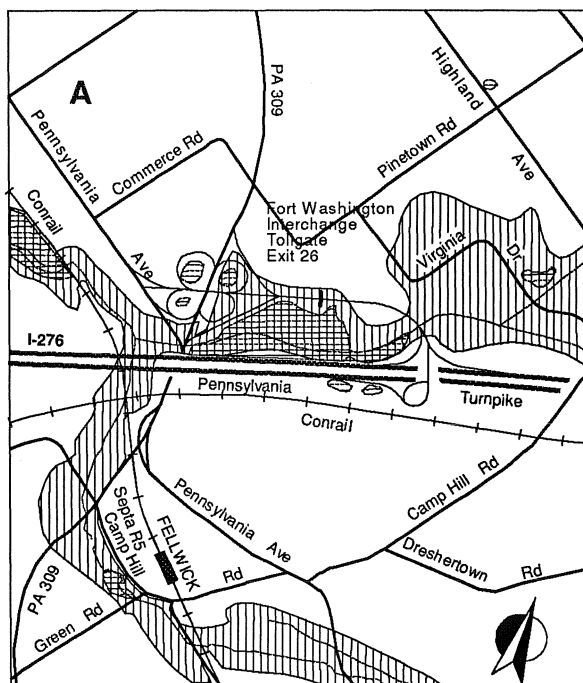 A
PA 309
Highland
Ave
Pennsylvania
Ave
Commerce Rd
Pinetown Rd
Conrail
Fort Washington
Interchange
Tollgate
Exit 26
Virginia
Dr
I-276
Pennsylvania
Turnpike
Conrail
Camp Hill Rd
Pennsylvania Ave
Septa R5
Camp Hill
Rd
FELLWICK
Dreshertown Rd
PA 309
Green Rd